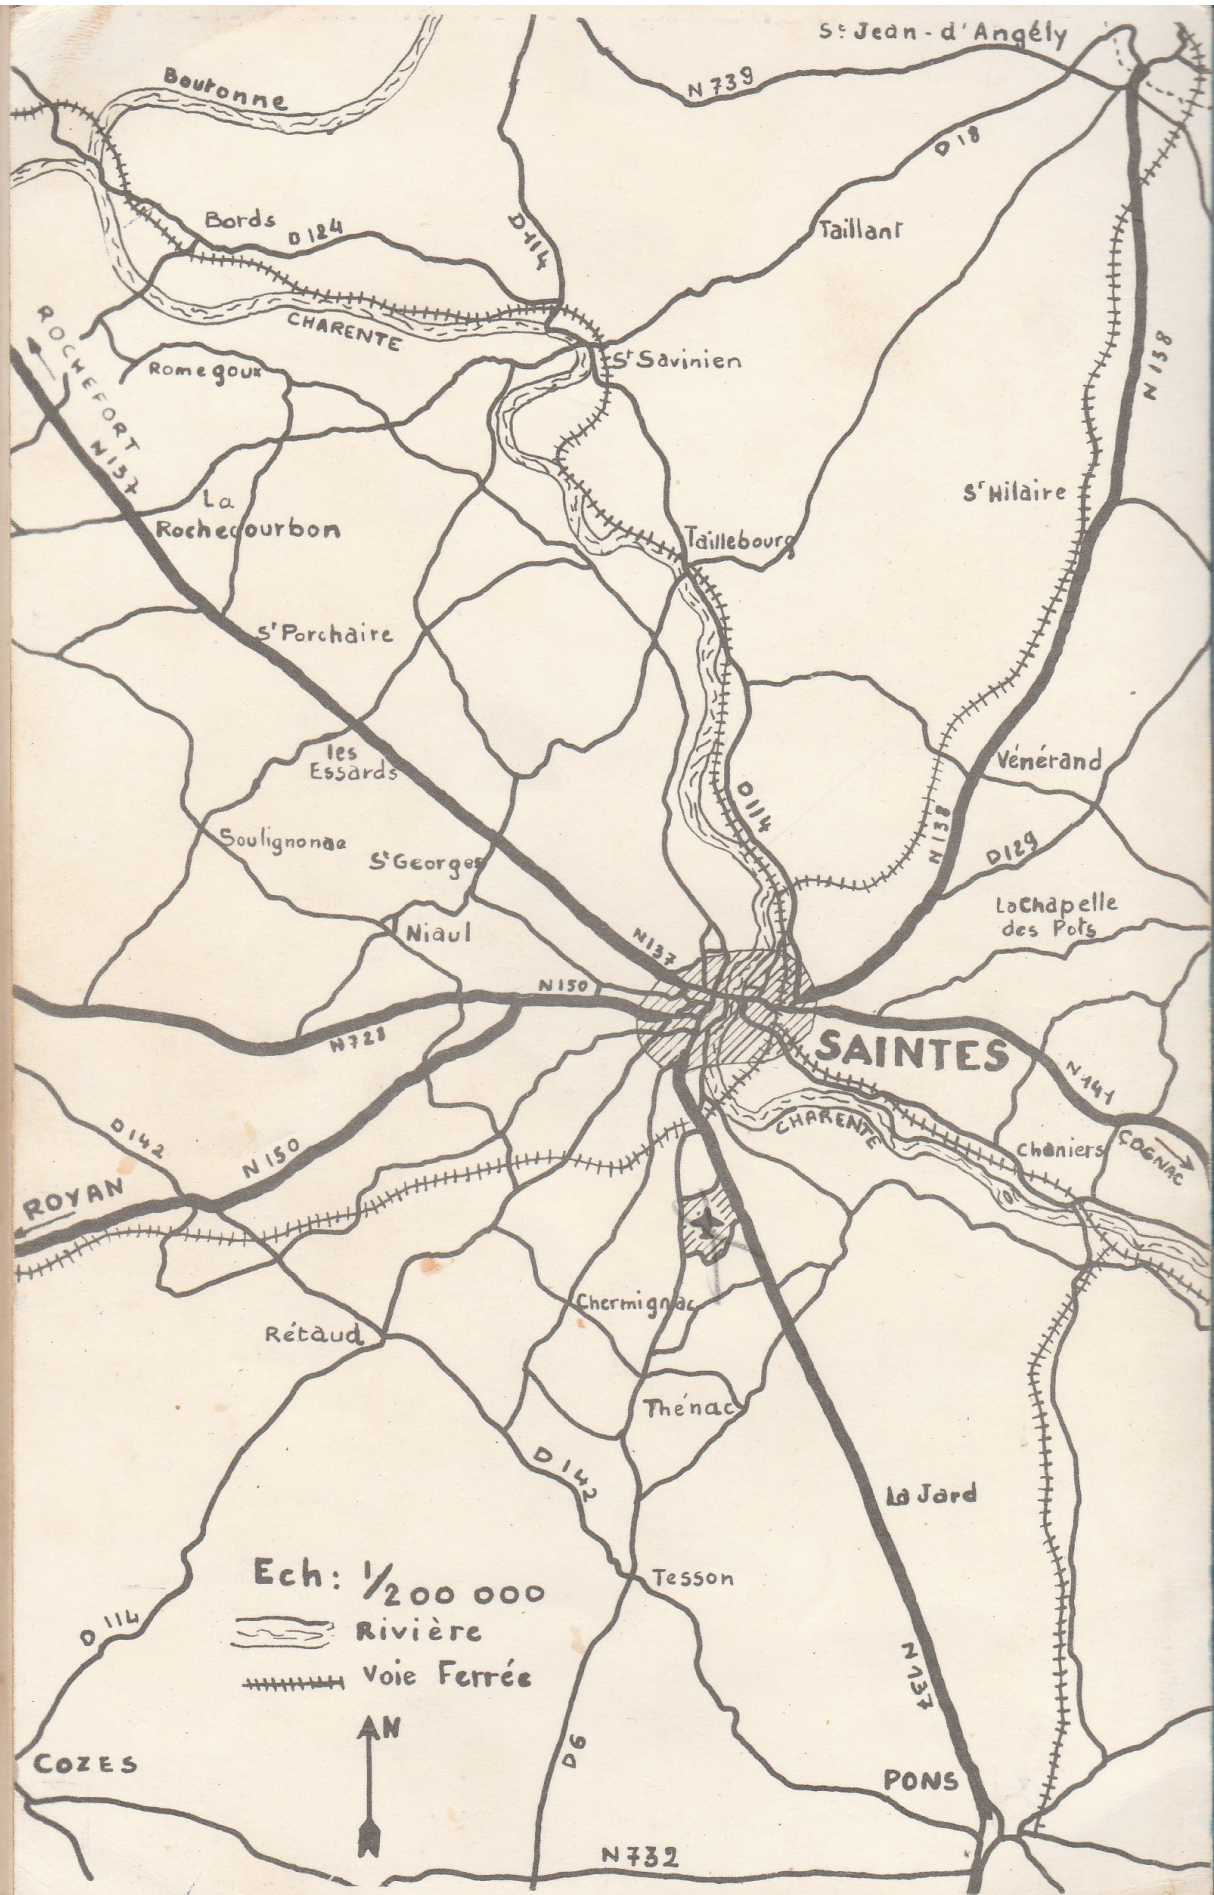 St Jean-d'Angély
N 739
Boutonne
D 18
Bords
D 124
D 114
Taillant
CHARENTE
ROCHEFORT
St Savinien
Romegoux
N 138
N 137
La
Rochecourbon
St Hilaire
Taillebourg
St Porchaire
les
Essards
Vénérand
D 114
N 138
D 129
Soulignonae
St Georges
La Chapelle
des Pots
Niaul
N 137
N 150
N 728
SAINTES
N 141
D 142
N 150
CHARENTE
Chaniers
COGNAC
ROYAN
Chermignac
Rétaud
Thénac
D 142
La Jard
Ech: 1/200 000
Tesson
Rivière
D 114
Voie Ferrée
N 137
N
D6
COZES
PONS
N 732